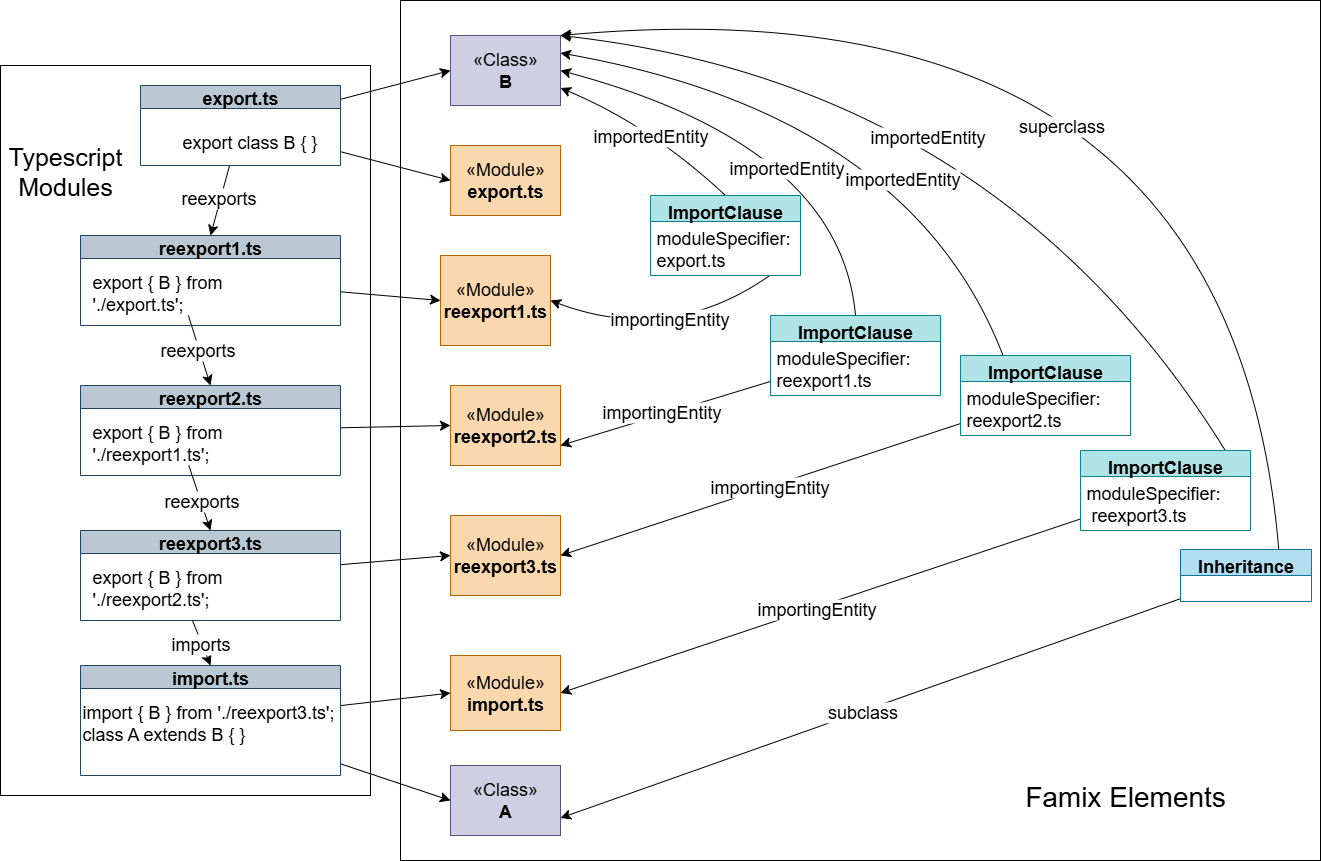 Typescript
Modules
export.ts
export class B { }
reexports
reexport1.ts
export { B } from
'./export.ts';
reexports
reexport2.ts
export { B } from
'./reexport1.ts';
reexports
reexport3.ts
export { B } from
'./reexport2.ts';
imports
import.ts
import { B } from './reexport3.ts';
class A extends B { }
«Class»
B
«Module»
export.ts
«Module»
reexport1.ts
«Module»
reexport2.ts
«Module»
reexport3.ts
«Module»
import.ts
«Class»
A
importedEntity
importedEntity
importedEntity
importedEntity
superclass
ImportClause
moduleSpecifier:
export.ts
importingEntity
ImportClause
moduleSpecifier:
reexport1.ts
importingEntity
ImportClause
moduleSpecifier:
reexport2.ts
importingEntity
ImportClause
moduleSpecifier:
reexport3.ts
importingEntity
Inheritance
subclass
Famix Elements